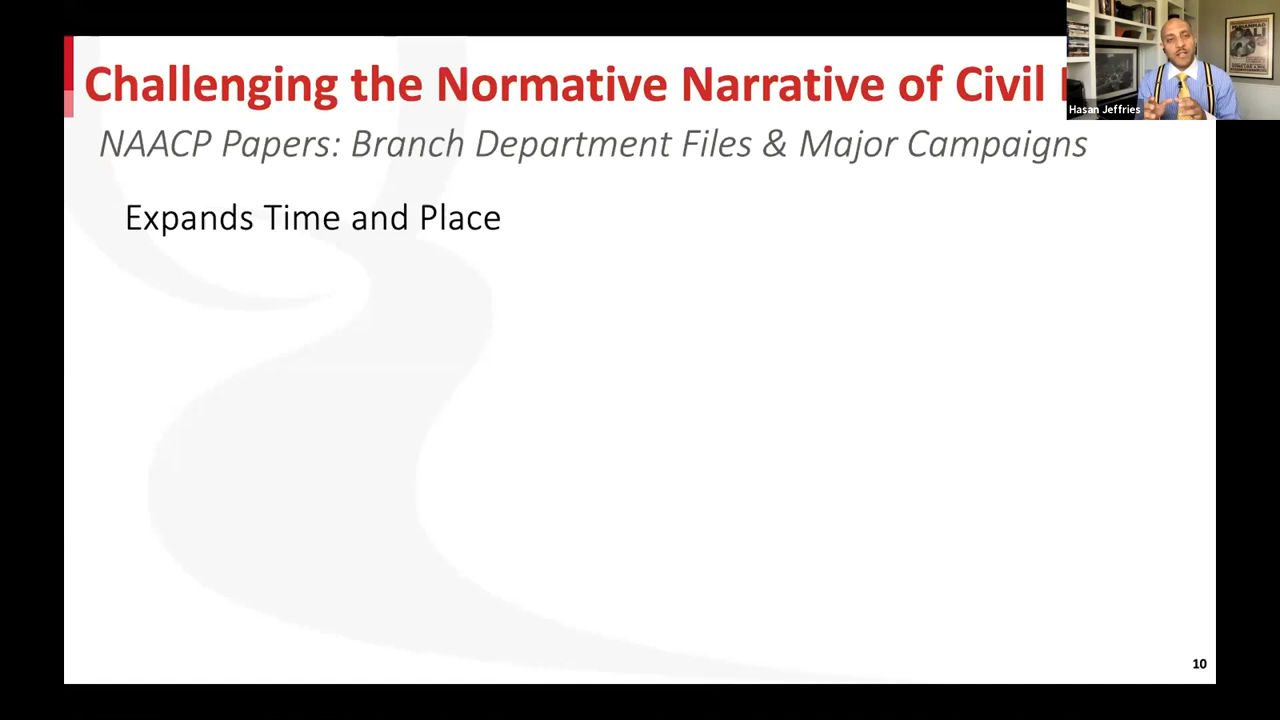 Challenging the Normative Narrative of Civil
Hasan Jeffries
NAACP Papers: Branch Department Files & Major Campaigns
Expands Time and Place
10